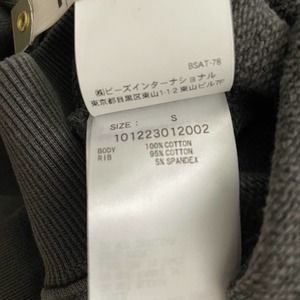 BSAT-78
㈱ビーズインターナショナル
東京都目黒区東山1-1-2 東山ビル7F
SIZE: S
101223012002
BODY 100% COTTON
RIB 95% COTTON
5% SPANDEX